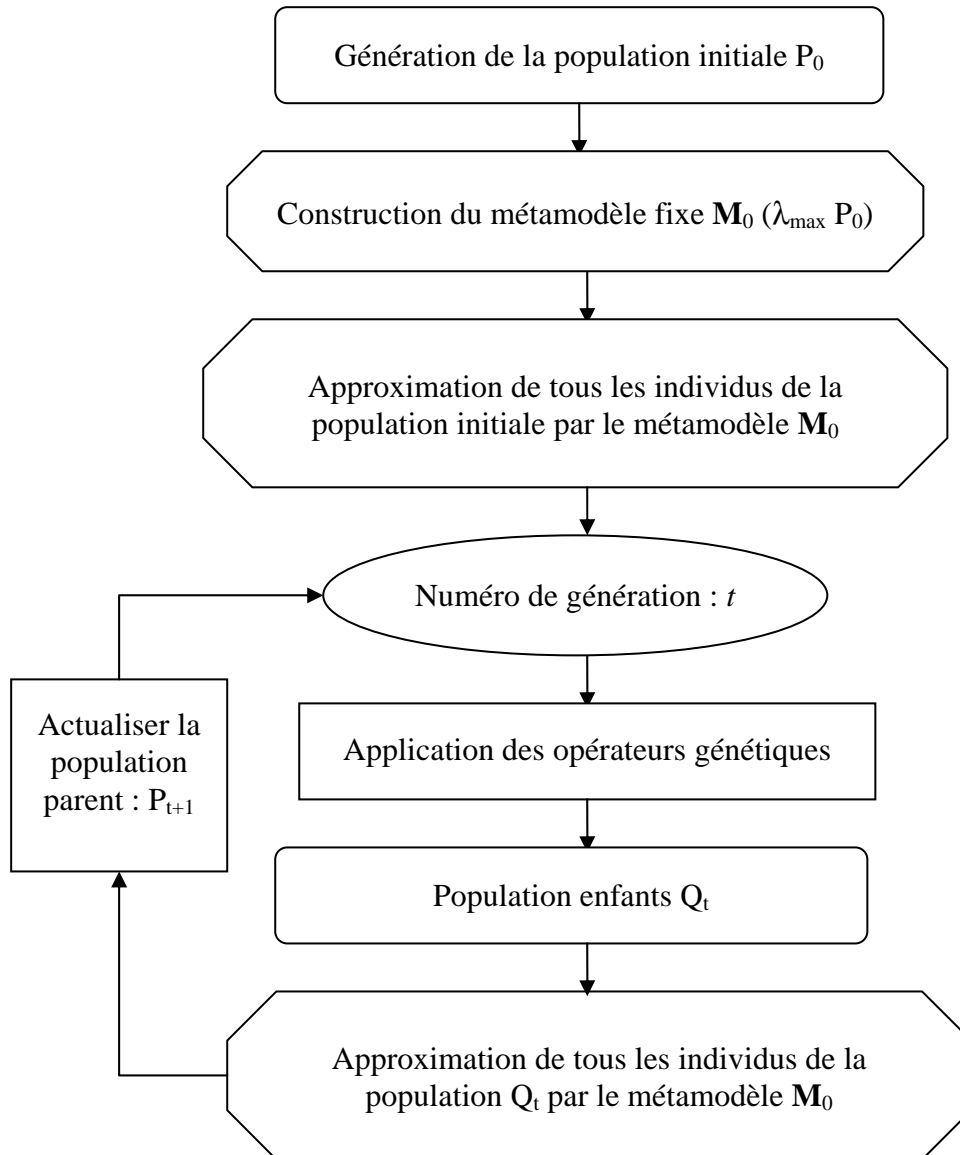 Génération de la population initiale P₀
Construction du métamodèle fixe M₀ (λmax P₀)
Approximation de tous les individus de la
population initiale par le métamodèle M₀
Numéro de génération : t
Application des opérateurs génétiques
Population enfants Qt
Approximation de tous les individus de la
population Qt par le métamodèle M₀
Actualiser la
population
parent : Pt+1